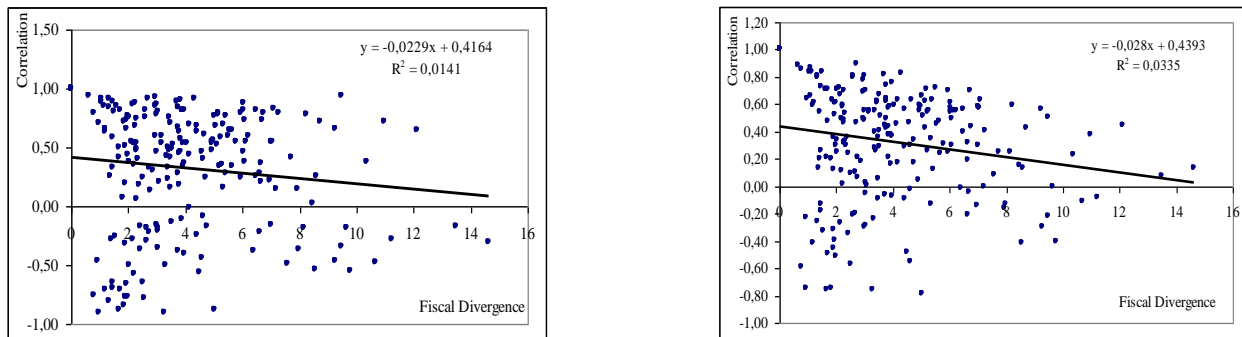 Correlation
1,50
1,00
0,50
0,00
-0,50
-1,00
y = -0,0229x + 0,4164
R² = 0,0141
0 2 4 6 8 10 12 14 16
Fiscal Divergence
Correlation
1,20
1,00
0,80
0,60
0,40
0,20
0,00
-0,20
-0,40
-0,60
-0,80
-1,00
y = -0,028x + 0,4393
R² = 0,0335
0 2 4 6 8 10 12 14 16
Fiscal Divergence